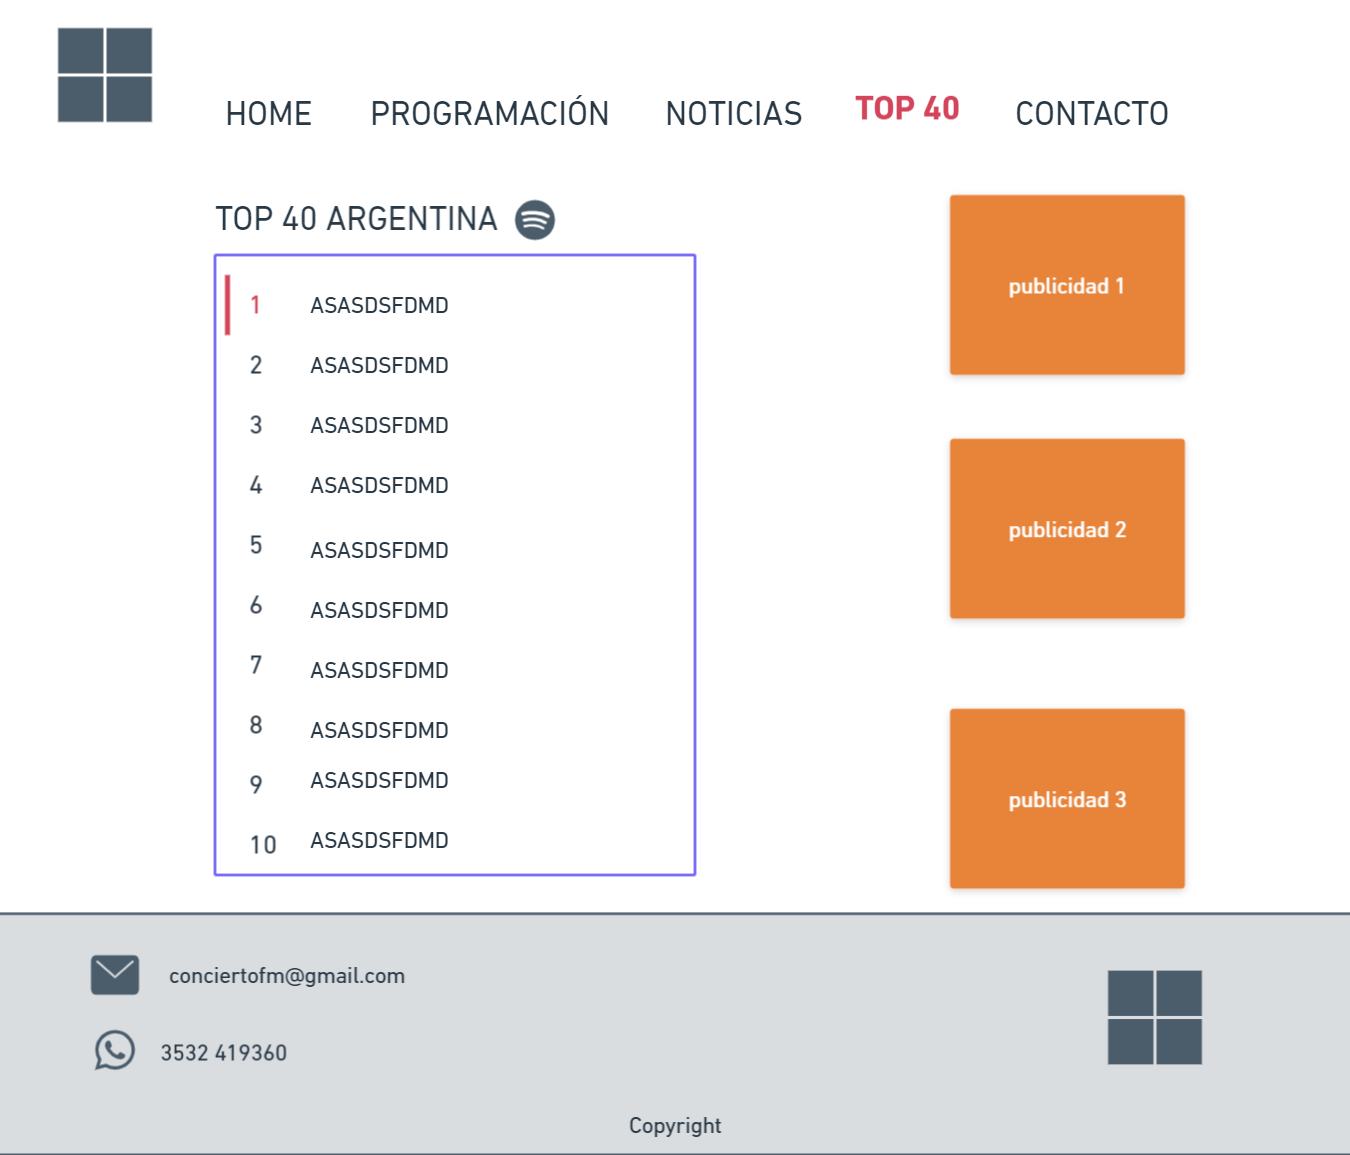 HOME PROGRAMACIÓN NOTICIAS TOP 40 CONTACTO
TOP 40 ARGENTINA
1 ASASDSFDMD
2 ASASDSFDMD
3 ASASDSFDMD
4 ASASDSFDMD
5 ASASDSFDMD
6 ASASDSFDMD
7 ASASDSFDMD
8 ASASDSFDMD
9 ASASDSFDMD
10 ASASDSFDMD
publicidad 1
publicidad 2
publicidad 3
conciertofm@gmail.com
3532 419360
Copyright